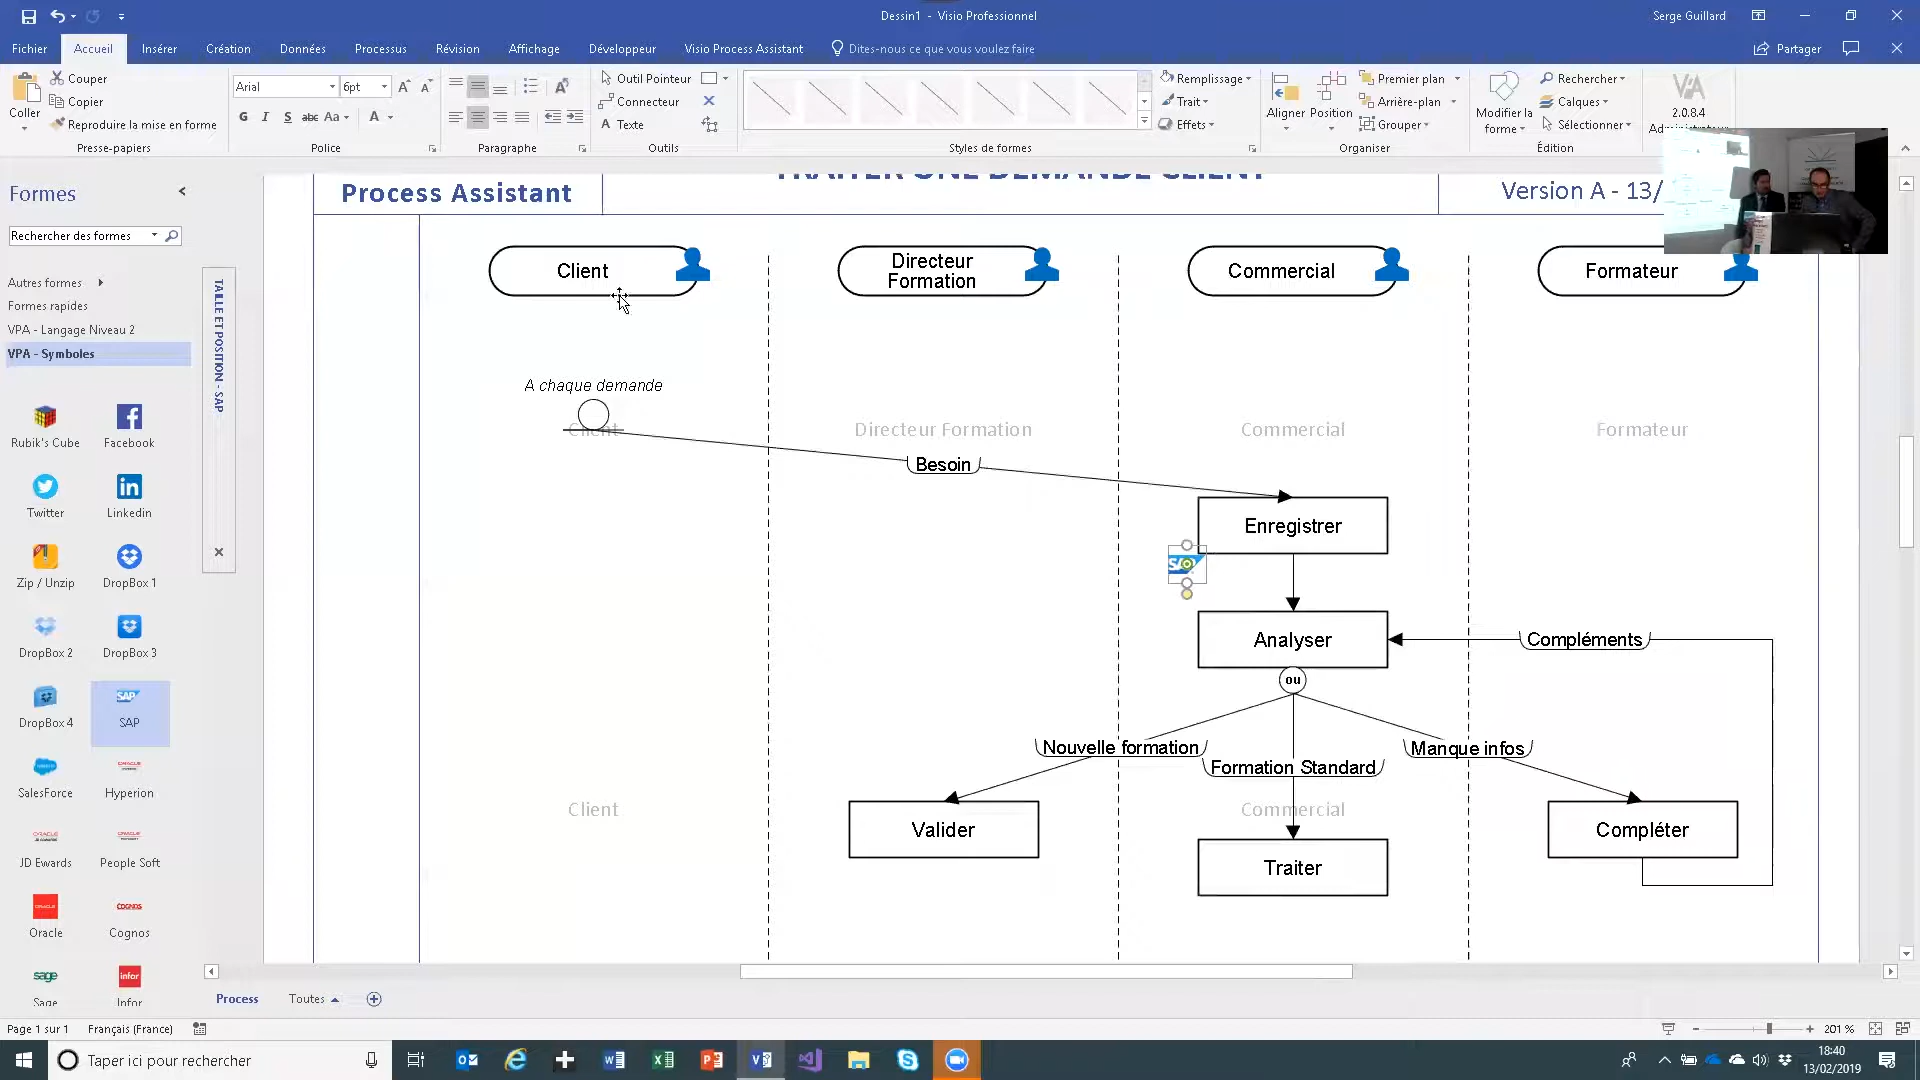 Dessin1 - Visio Professionnel
Serge Guillard
Fichier
Accueil
Insérer
Création
Données
Processus
Révision
Affichage
Développeur
Visio Process Assistant
Dites-nous ce que vous voulez faire
Partager
Coller
Couper
Copier
Reproduire la mise en forme
Presse-papiers
Arial
6pt
G I S abc Aa A
Police
Paragraphe
Outil Pointeur
Connecteur
A Texte
Outils
Styles de formes
Remplissage
Trait
Effets
Aligner
Position
Premier plan
Arrière-plan
Grouper
Organiser
Modifier la
forme
Rechercher
Calques
Sélectionner
Édition
2.0.8.4
Formes
Rechercher des formes
Autres formes
Formes rapides
VPA - Langage Niveau 2
VPA - Symboles
Rubik's Cube
Facebook
Twitter
Linkedin
Zip / Unzip
DropBox 1
DropBox 2
DropBox 3
DropBox 4
SAP
SalesForce
Hyperion
JD Ewards
People Soft
Oracle
Cognos
Sage
Infor
TAILLE ET POSITION - SAP
Process Assistant
TRAITER UNE DEMANDE CLIENT
Version A - 13/
Client
Directeur
Formation
Commercial
Formateur
A chaque demande
Client
Directeur Formation
Commercial
Formateur
Besoin
Enregistrer
SAP
Analyser
Compléments
ou
Nouvelle formation
Formation Standard
Manque infos
Client
Commercial
Valider
Traiter
Compléter
Process
Toutes
Page 1 sur 1
Français (France)
201 %
Taper ici pour rechercher
18:40
13/02/2019